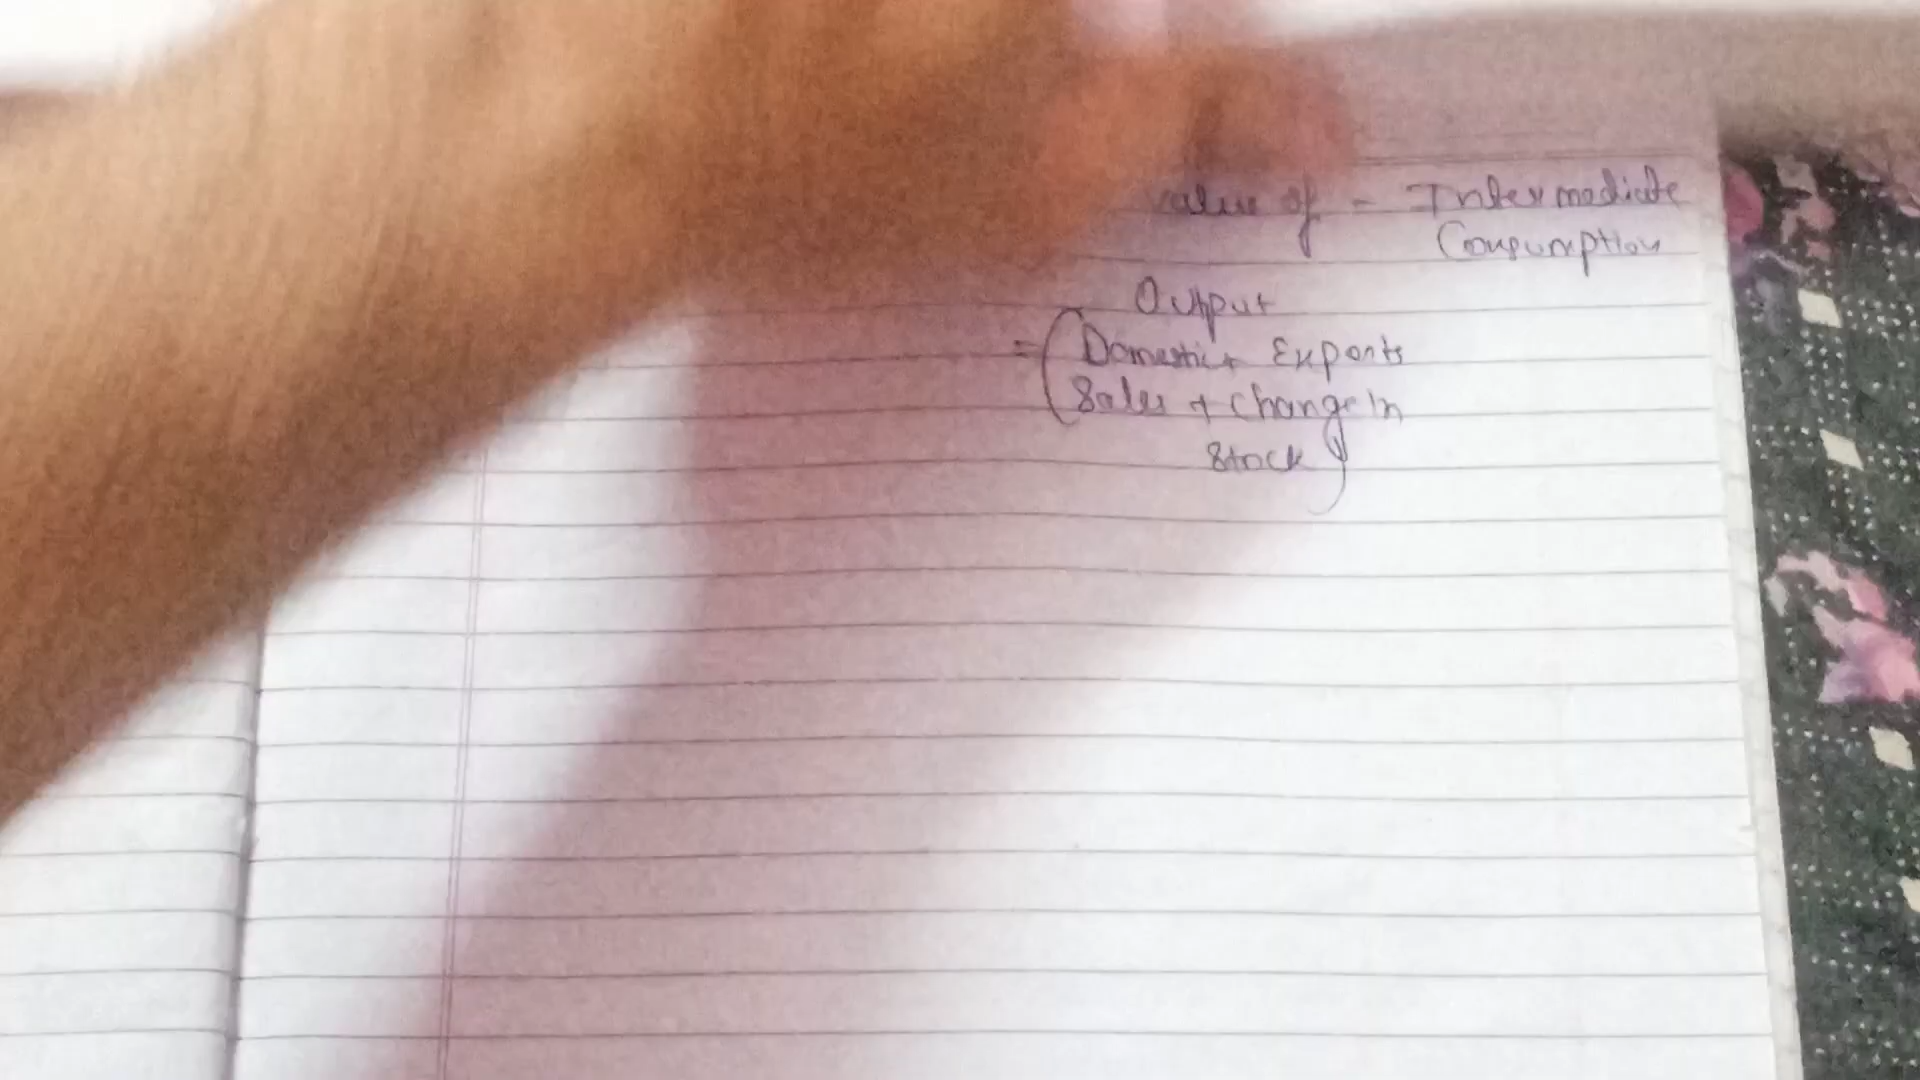 value of - Intermediate
Consumption
Output
= (Domestic + Exports
Sales + Change in
Stock)